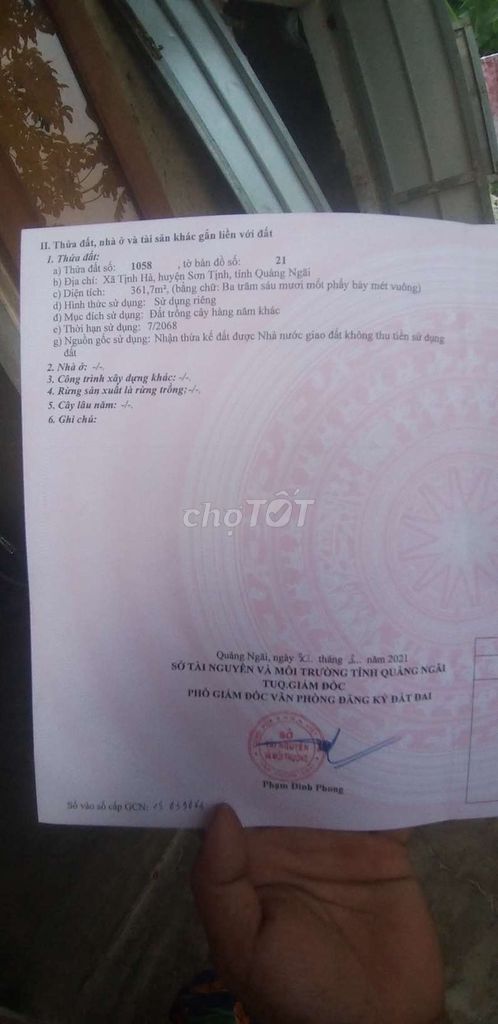 II. Thửa đất, nhà ở và tài sản khác gắn liền với đất
1. Thửa đất:
a) Thửa đất số: 1058 , tờ bản đồ số: 21
b) Địa chỉ: Xã Tịnh Hà, huyện Sơn Tịnh, tỉnh Quảng Ngãi
c) Diện tích: 361,7m², (bằng chữ: Ba trăm sáu mươi mốt phẩy bảy mét vuông)
d) Hình thức sử dụng: Sử dụng riêng
đ) Mục đích sử dụng: Đất trồng cây hàng năm khác
e) Thời hạn sử dụng: 7/2068
g) Nguồn gốc sử dụng: Nhận thừa kế đất được Nhà nước giao đất không thu tiền sử dụng
đất
2. Nhà ở: -/-.
3. Công trình xây dựng khác: -/-.
4. Rừng sản xuất là rừng trồng:-/-.
5. Cây lâu năm: -/-.
6. Ghi chú:
chợTỐT
Quảng Ngãi, ngày tháng năm 2021
SỞ TÀI NGUYÊN VÀ MÔI TRƯỜNG TỈNH QUẢNG NGÃI
TUQ.GIÁM ĐỐC
PHÓ GIÁM ĐỐC VĂN PHÒNG ĐĂNG KÝ ĐẤT ĐAI
SỞ
TÀI NGUYÊN
VÀ MÔI TRƯỜNG
Phạm Đình Phong
Số vào sổ cấp GCN: